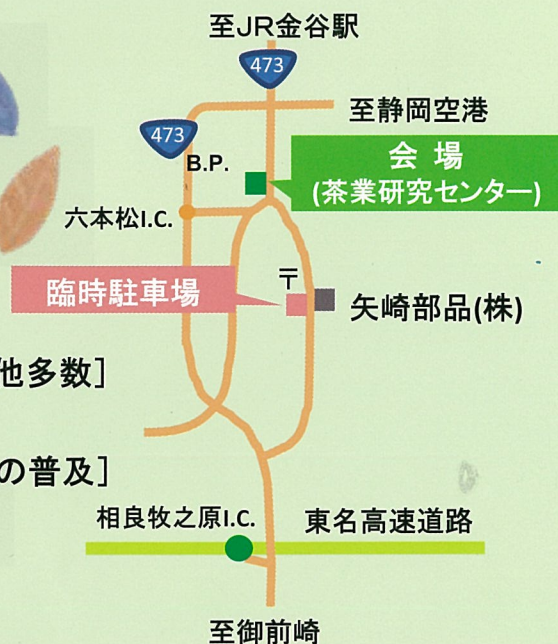 至JR金谷駅
473
至静岡空港
473
B.P.
会場
(茶業研究センター)
六本松I.C.
〒
臨時駐車場
矢崎部品(株)
他多数]
の普及]
相良牧之原I.C.
東名高速道路
至御前崎